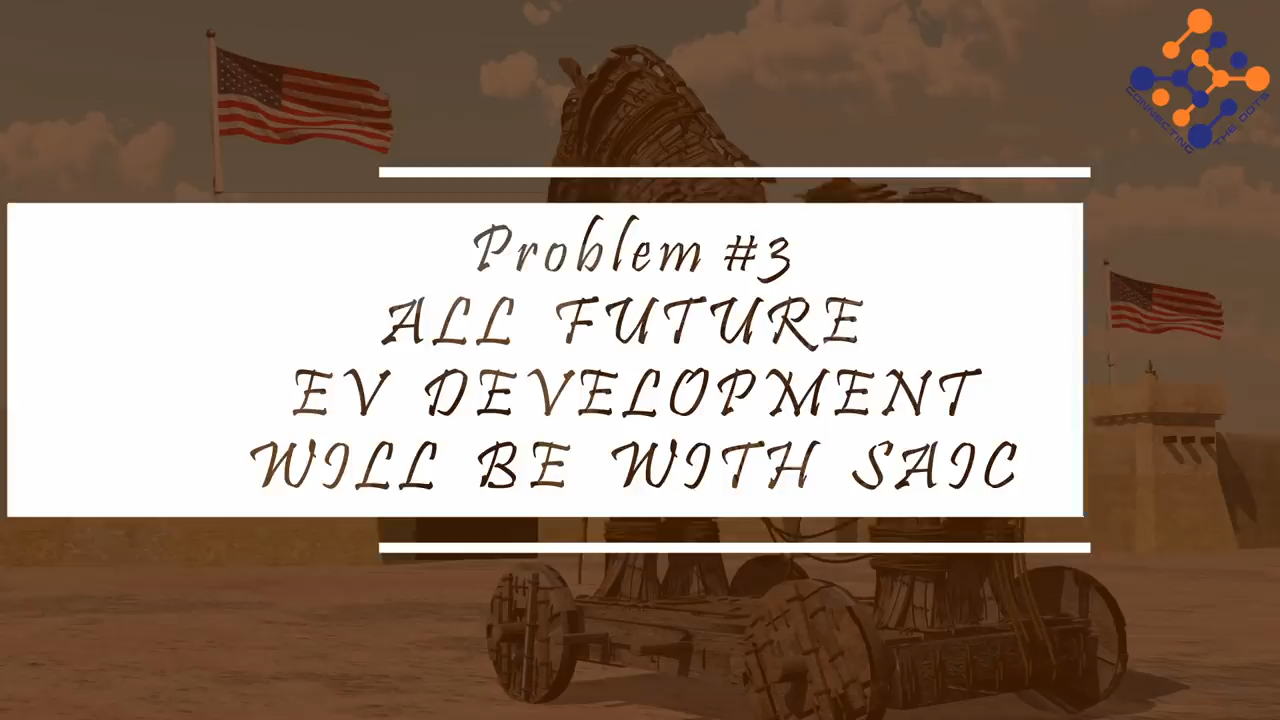 Problem #3
ALL FUTURE
EV DEVELOPMENT
WILL BE WITH SAIC
CONNECTING THE DOTS